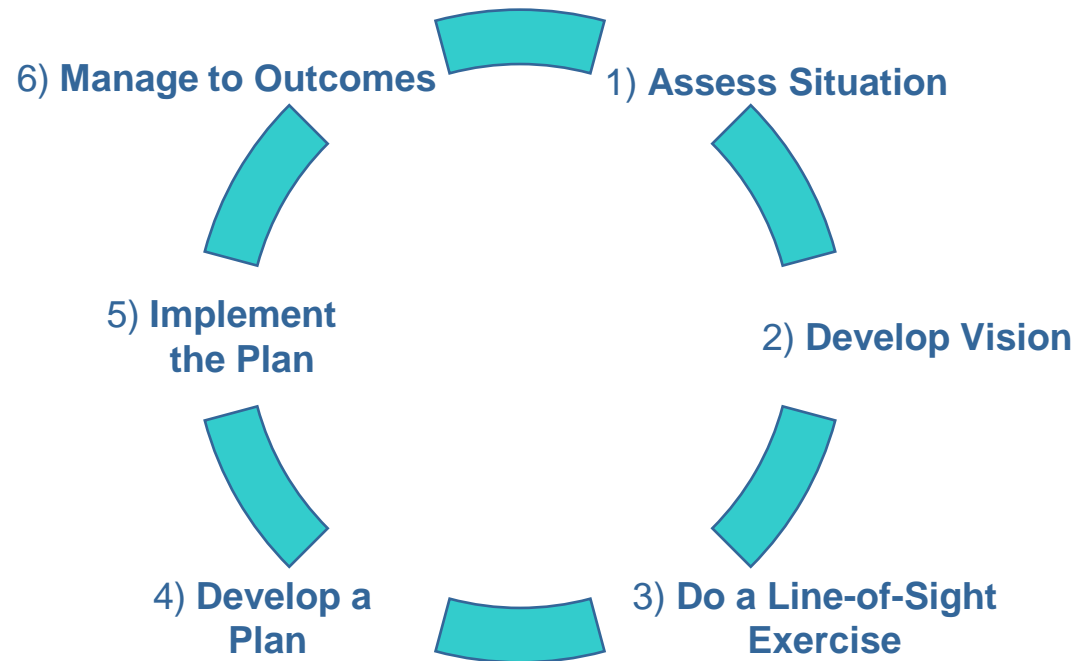 1) Assess Situation
2) Develop Vision
3) Do a Line-of-Sight
Exercise
4) Develop a
Plan
5) Implement
the Plan
6) Manage to Outcomes